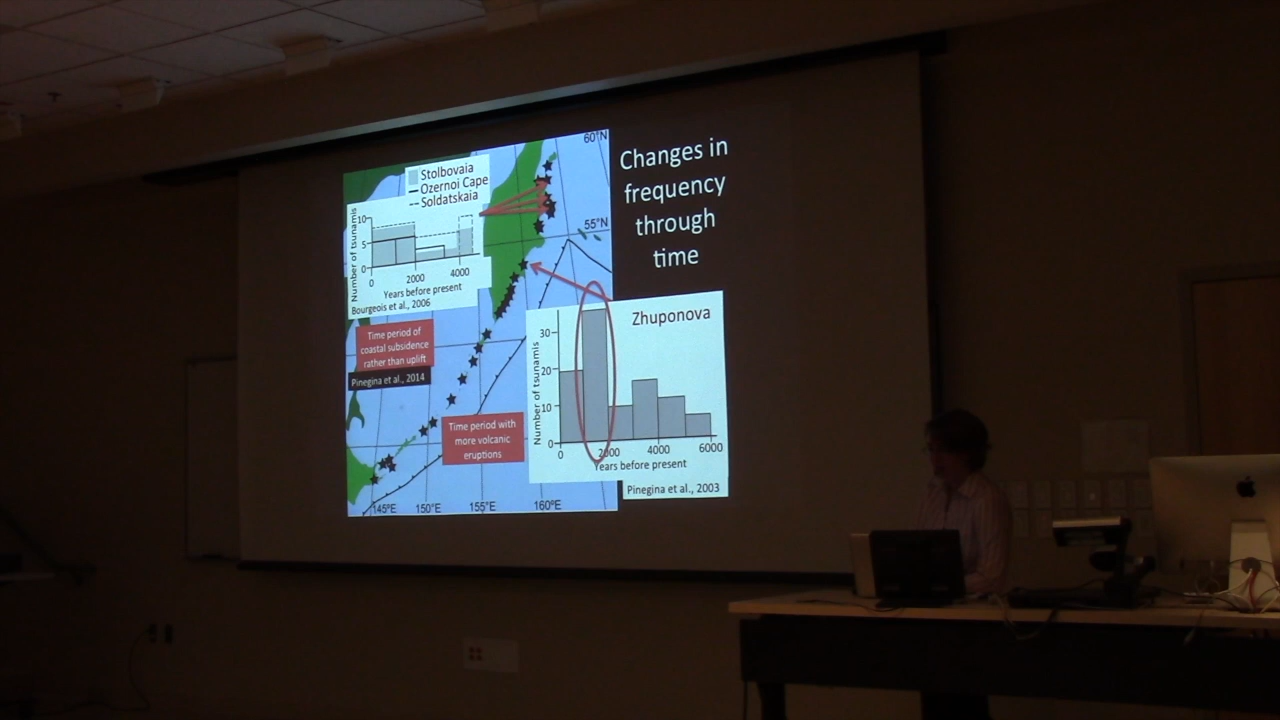 Changes in
frequency
through
time
60°N
55°N
Stolbovaia
Ozernoi Cape
Soldatskaia
Number of tsunamis
10
5
0
0
2000
4000
Years before present
Bourgeois et al., 2006
Time period of
coastal subsidence
rather than uplift
Pinegina et al., 2014
Time period with
more volcanic
eruptions
Zhuponova
Number of tsunamis
30
20
10
0
0
2000
4000
6000
Years before present
Pinegina et al., 2003
145°E
150°E
155°E
160°E